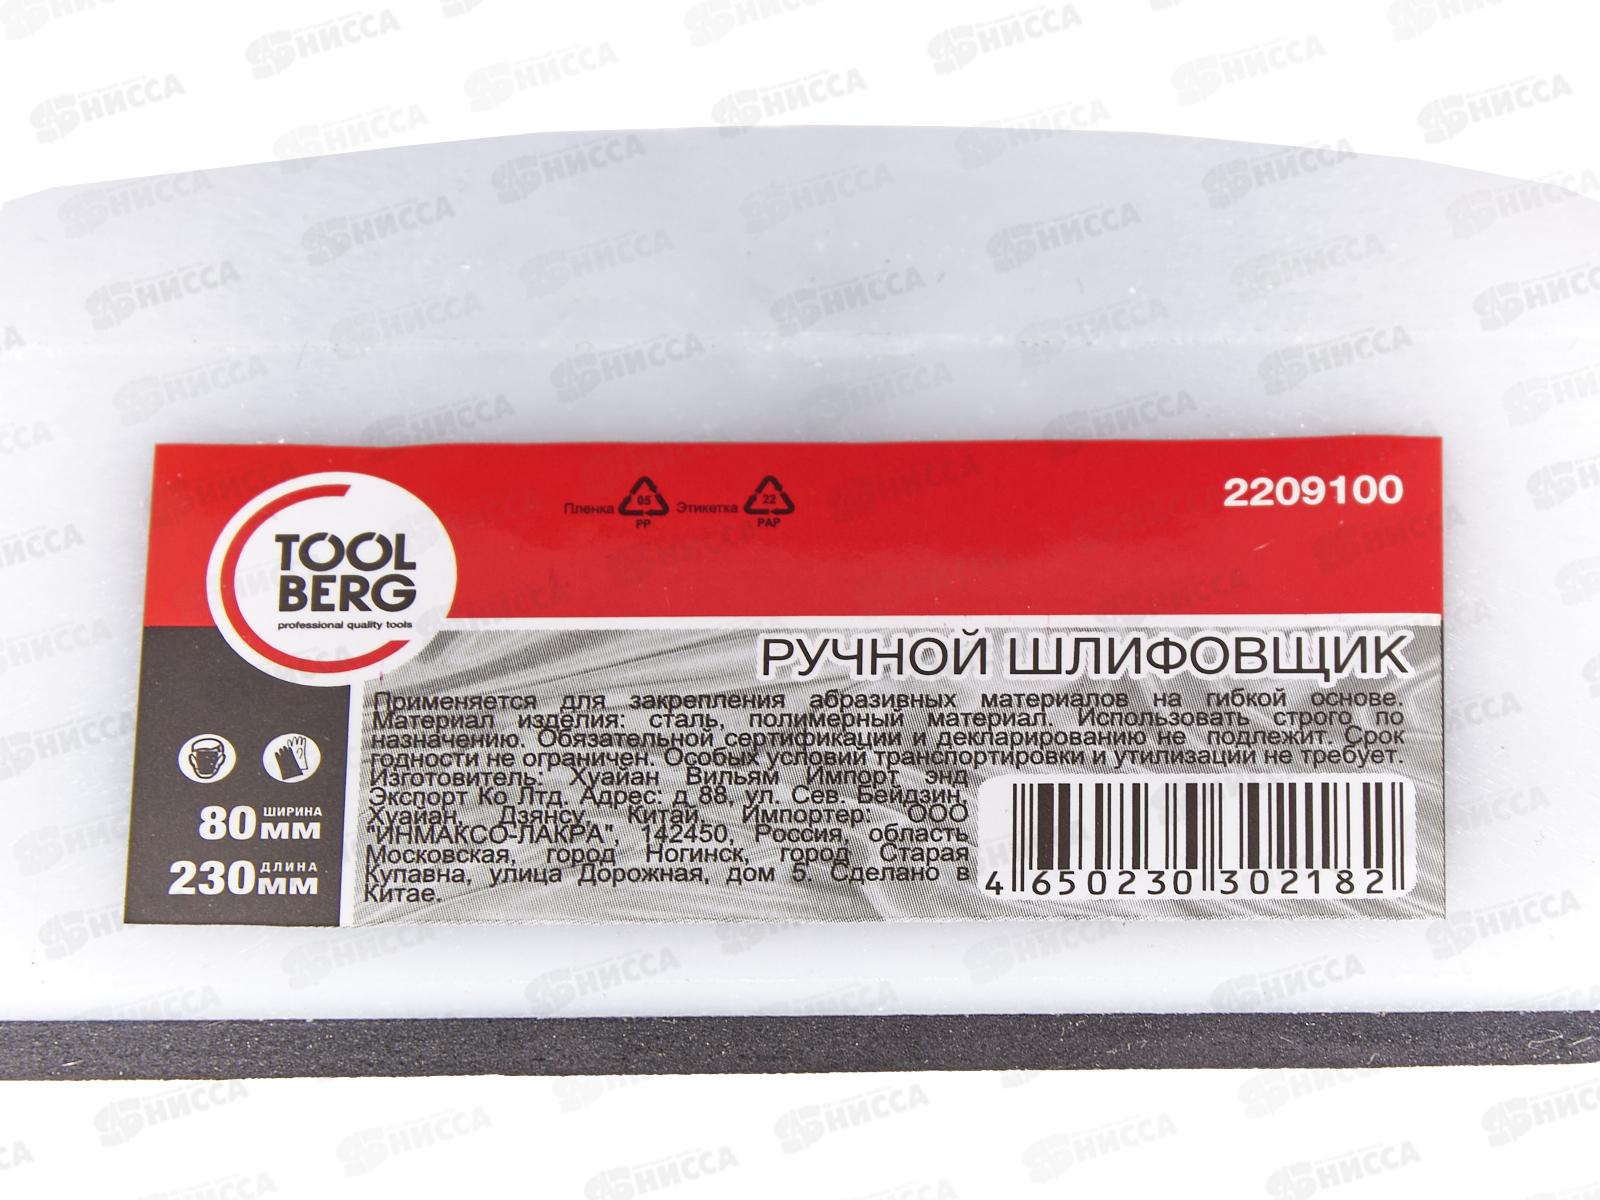 Пленка 05 PP Этикетка 22 PAP
2209100
TOOL
BERG
professional quality tools
РУЧНОЙ ШЛИФОВЩИК
Применяется для закрепления абразивных материалов на гибкой основе.
Материал изделия: сталь, полимерный материал. Использовать строго по
назначению. Обязательной сертификации и декларированию не подлежит. Срок
годности не ограничен. Особых условий транспортировки и утилизации не требует.
Изготовитель: Хуайан Вильям Импорт энд
Экспорт Ко Лтд. Адрес: д 88, ул. Сев. Бейдзин,
Хуайан, Дзянсу, Китай. Импортер: ООО
"ИНМАКСО-ЛАКРА", 142450, Россия, область
Московская, город Ногинск, город Старая
Купавна, улица Дорожная, дом 5. Сделано в
Китае.
ШИРИНА
80ММ
ДЛИНА
230ММ
4 650230 302182
НИССА